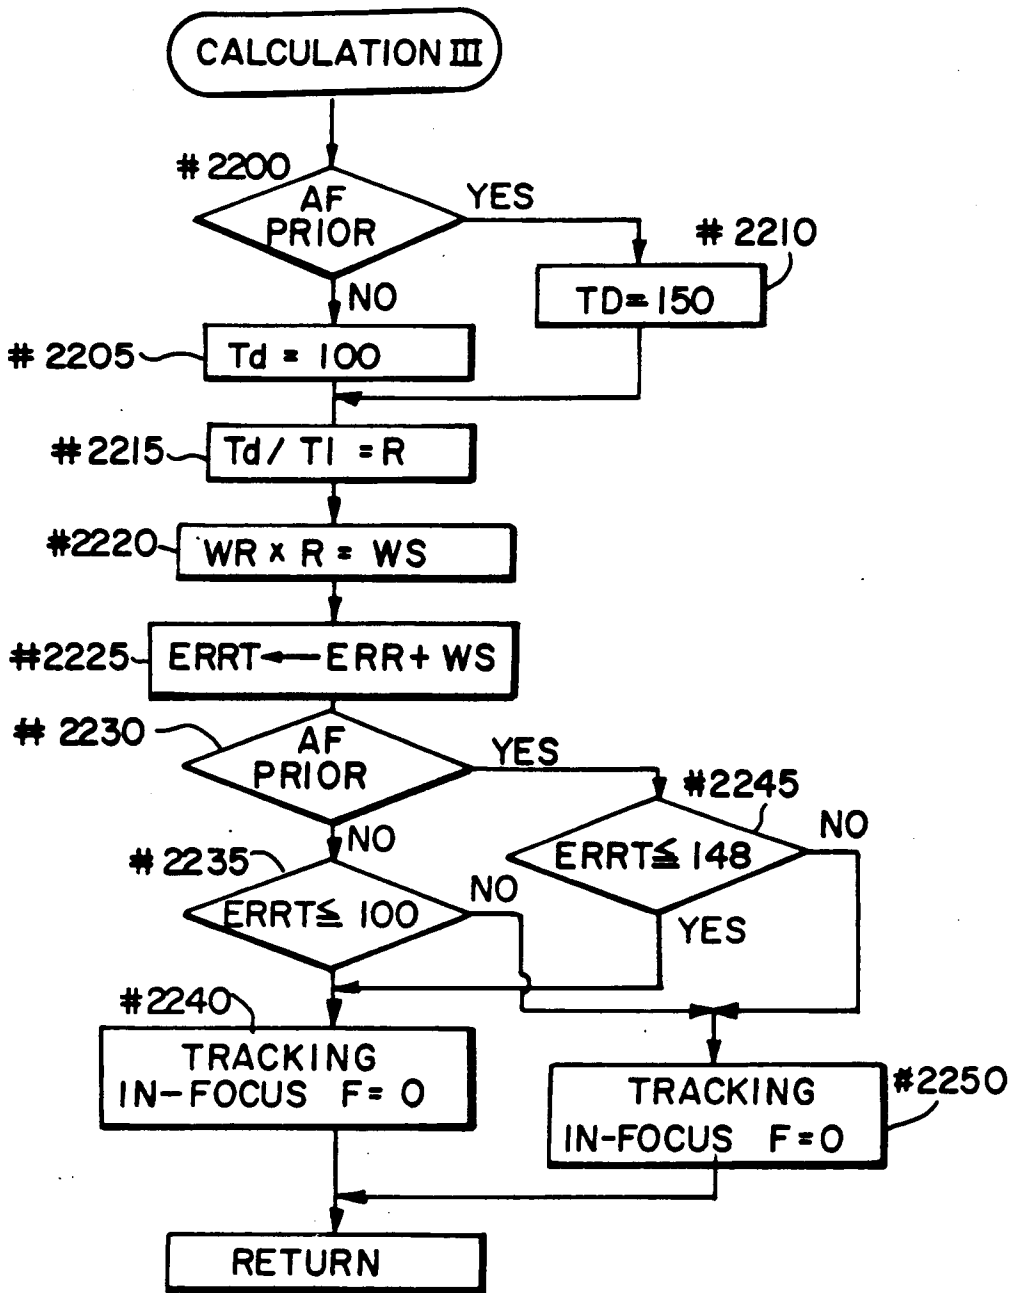 CALCULATION III
# 2200
AF
PRIOR
YES
# 2210
TD=150
NO
# 2205
Td = 100
# 2215
Td / T1 = R
#2220
WR x R = WS
#2225
ERRT ← ERR + WS
# 2230
AF
PRIOR
YES
#2245
NO
ERRT ≦ 148
NO
# 2235
NO
ERRT ≦ 100
YES
#2240
TRACKING
IN-FOCUS F= 0
#2250
TRACKING
IN-FOCUS F=0
RETURN